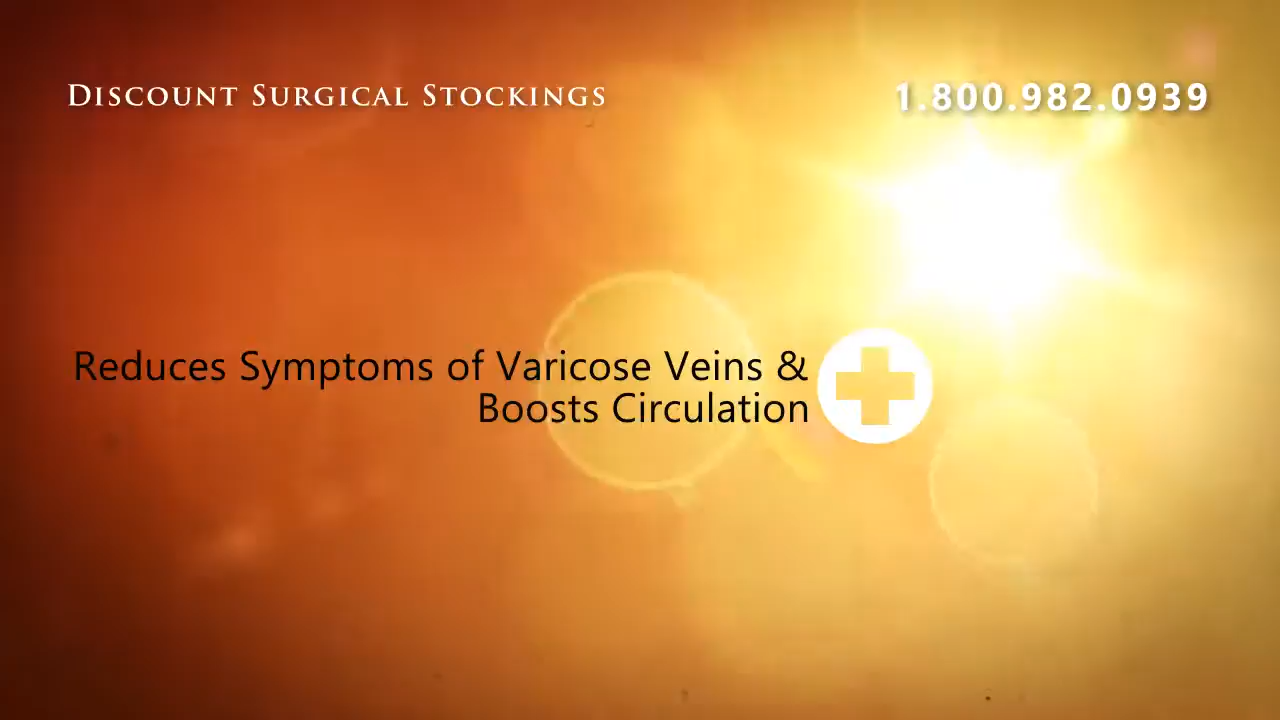 Discount Surgical Stockings
1.800.982.0939
Reduces Symptoms of Varicose Veins &
Boosts Circulation